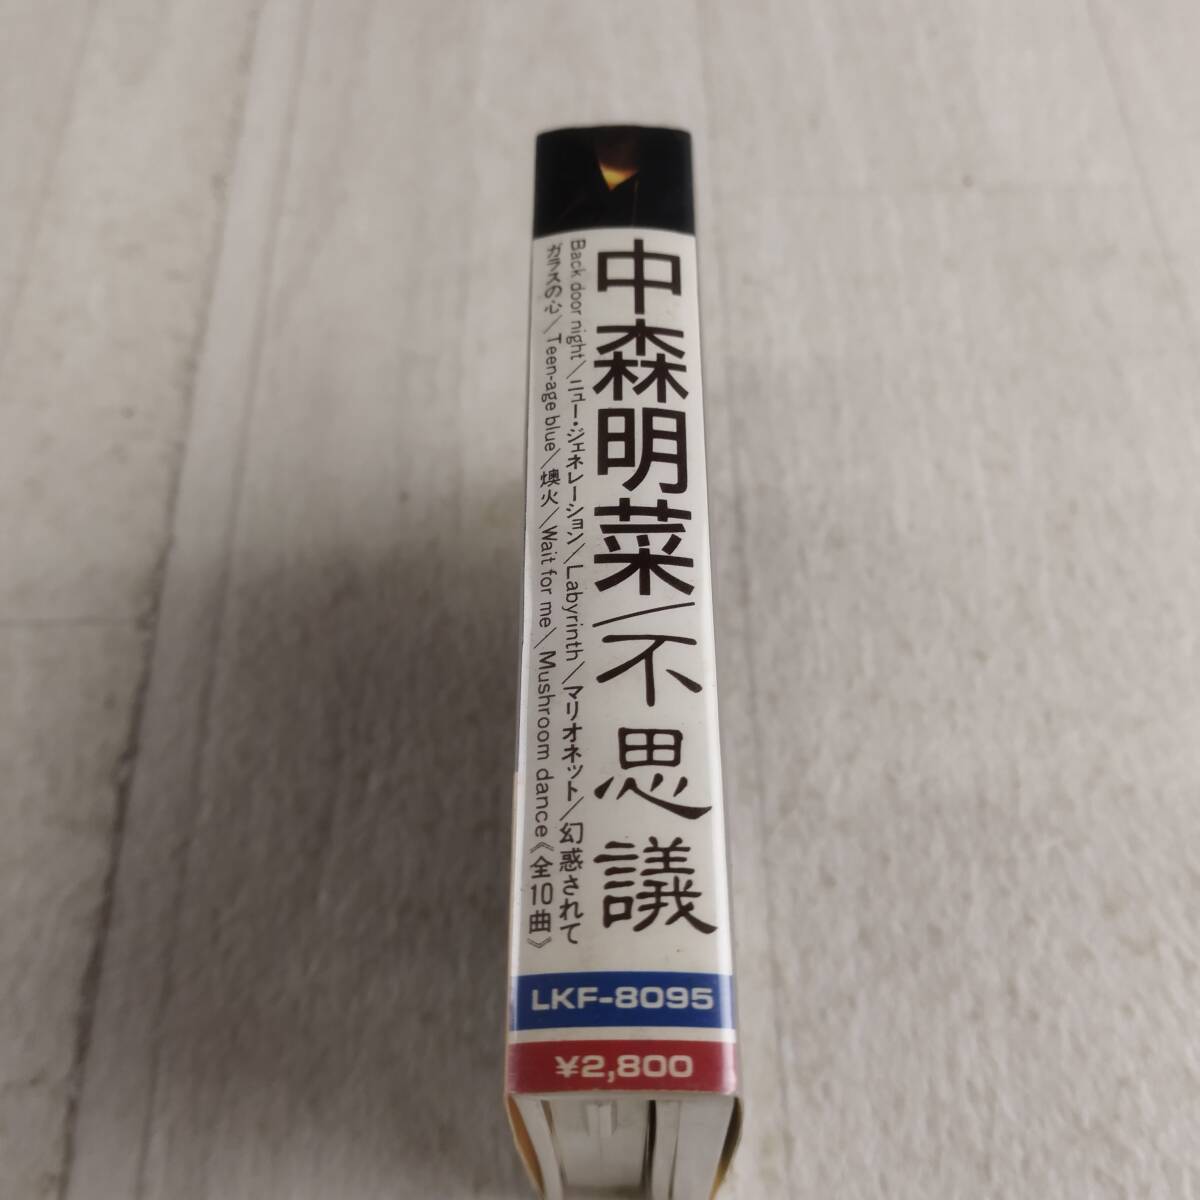 中森明菜/不思議
Back door night/ニュー・ジェネレーション/Labyrinth/マリオネット/幻惑されて
ガラスの心/Teen-age blue/燠火/Wait for me/Mushroom dance《全10曲》
LKF-8095
¥2,800